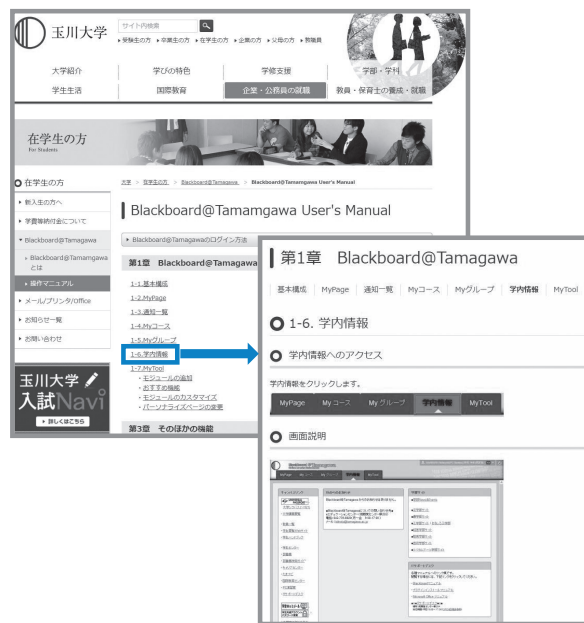 玉川大学
サイト内検索
受験生の方 卒業生の方 在学生の方 企業の方 父母の方 教職員
大学紹介 学びの特色 学修支援 学部・学科
学生生活 国際教育 企業・公務員の就職 教員・保育士の養成・就職
在学生の方
For Students
在学生の方
新入生の方へ
学費等納付金について
Blackboard@Tamagawa
Blackboard@Tamamgawa
とは
操作マニュアル
メール/プリンタ/Office
お知らせ一覧
お問い合わせ
玉川大学
入試Navi
詳しくはこちら
大学 > 在学生の方 > Blackboard@Tamagawa > Blackboard@Tamamgawa User's Manual
Blackboard@Tamamgawa User's Manual
Blackboard@Tamagawaのログイン方法
第1章 Blackboard@Tamagawa
1-1.基本構成
1-2.MyPage
1-3.通知一覧
1-4.Myコース
1-5.Myグループ
1-6.学内情報
1-7.MyTool
・モジュールの追加
・おすすめ機能
・モジュールのカスタマイズ
・パーソナライズページの変更
第3章 そのほかの機能
第1章 Blackboard@Tamagawa
基本構成 MyPage 通知一覧 Myコース Myグループ 学内情報 MyTool
1-6. 学内情報
学内情報へのアクセス
学内情報をクリックします。
MyPage My コース My グループ 学内情報 MyTool
画面説明